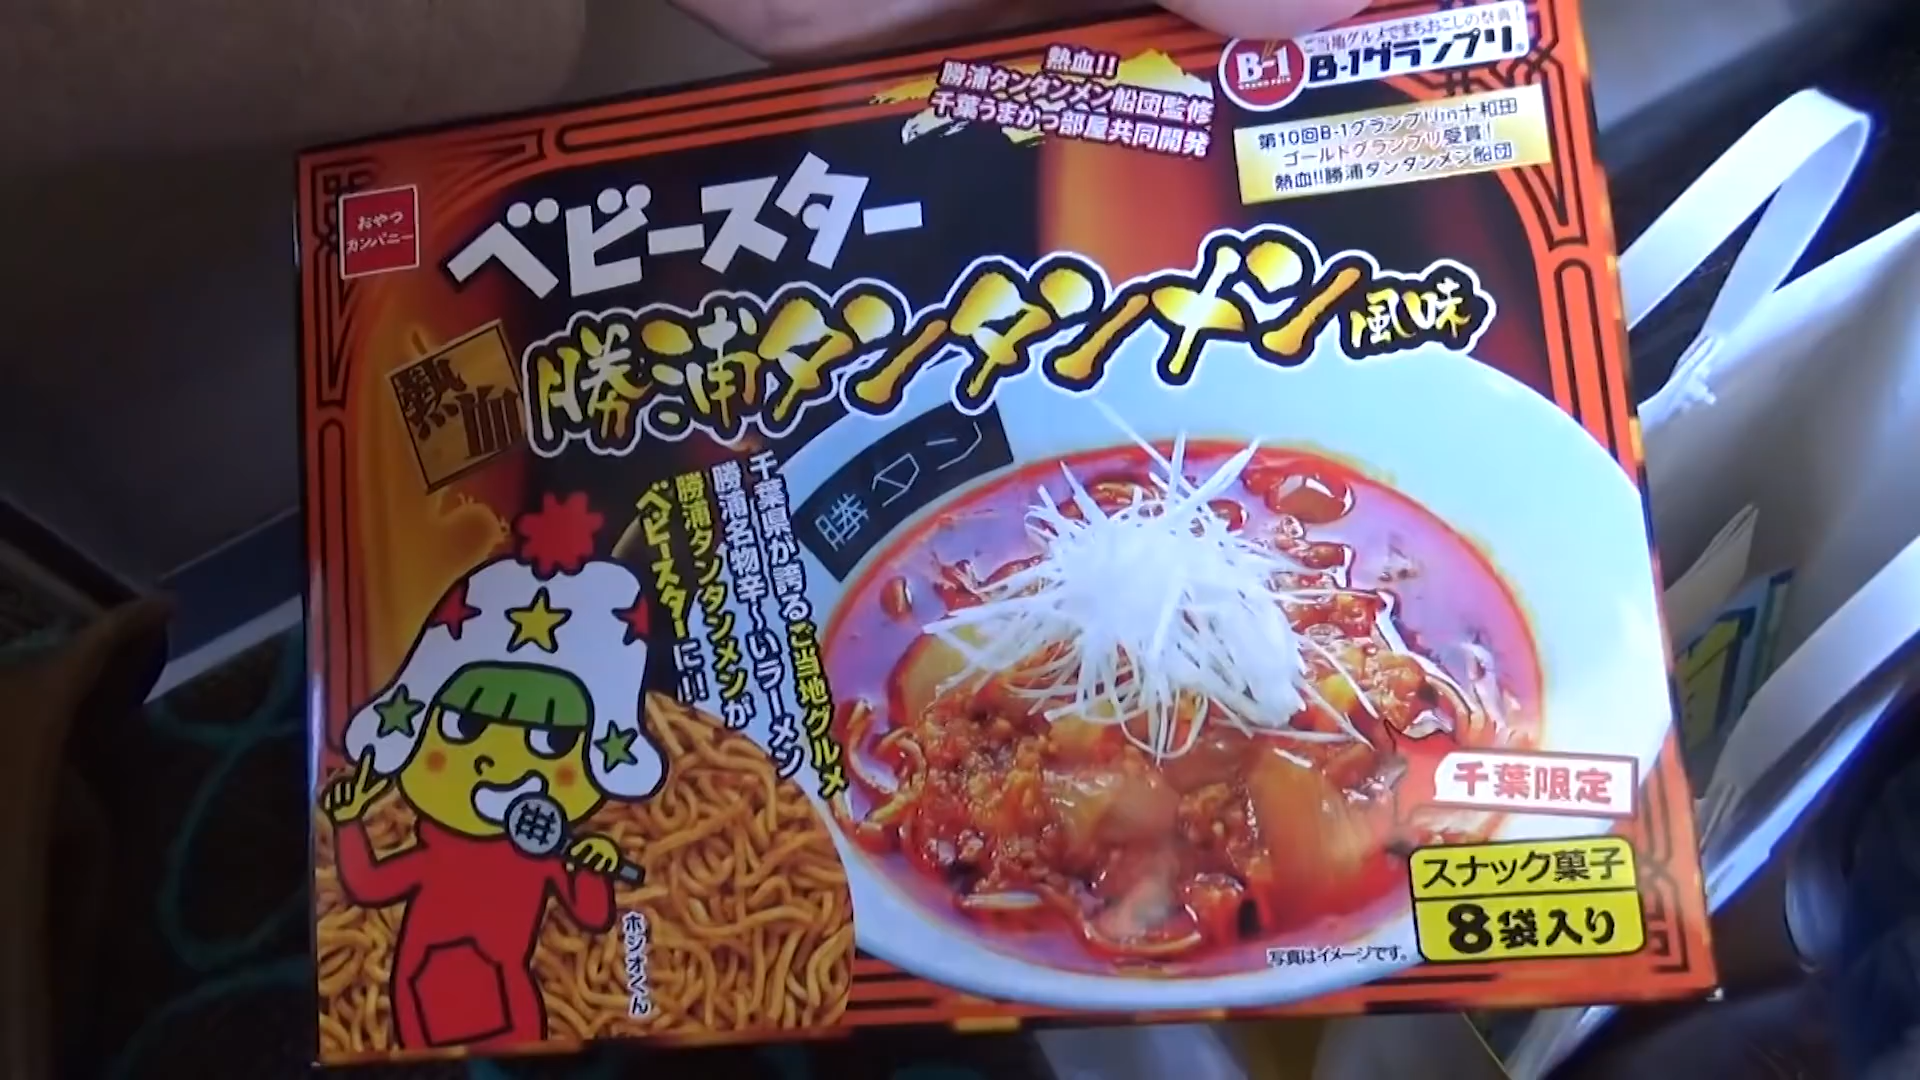 熱血!!
勝浦タンタンメン船団監修
千葉うまかっ部屋共同開発
ご当地グルメでまちおこしの祭典!
B-1
B-1グランプリ
第10回B-1グランプリin十和田
ゴールドグランプリ受賞!
熱血!!勝浦タンタンメン船団
おやつ
カンパニー
ベビースター
熱血
勝浦タンタンメン風味
千葉県が誇るご当地グルメ
勝浦名物辛〜いラーメン
勝浦タンタンメンが
ベビースターに!!
勝タン
ホシオくん
千葉限定
スナック菓子
8袋入り
写真はイメージです。